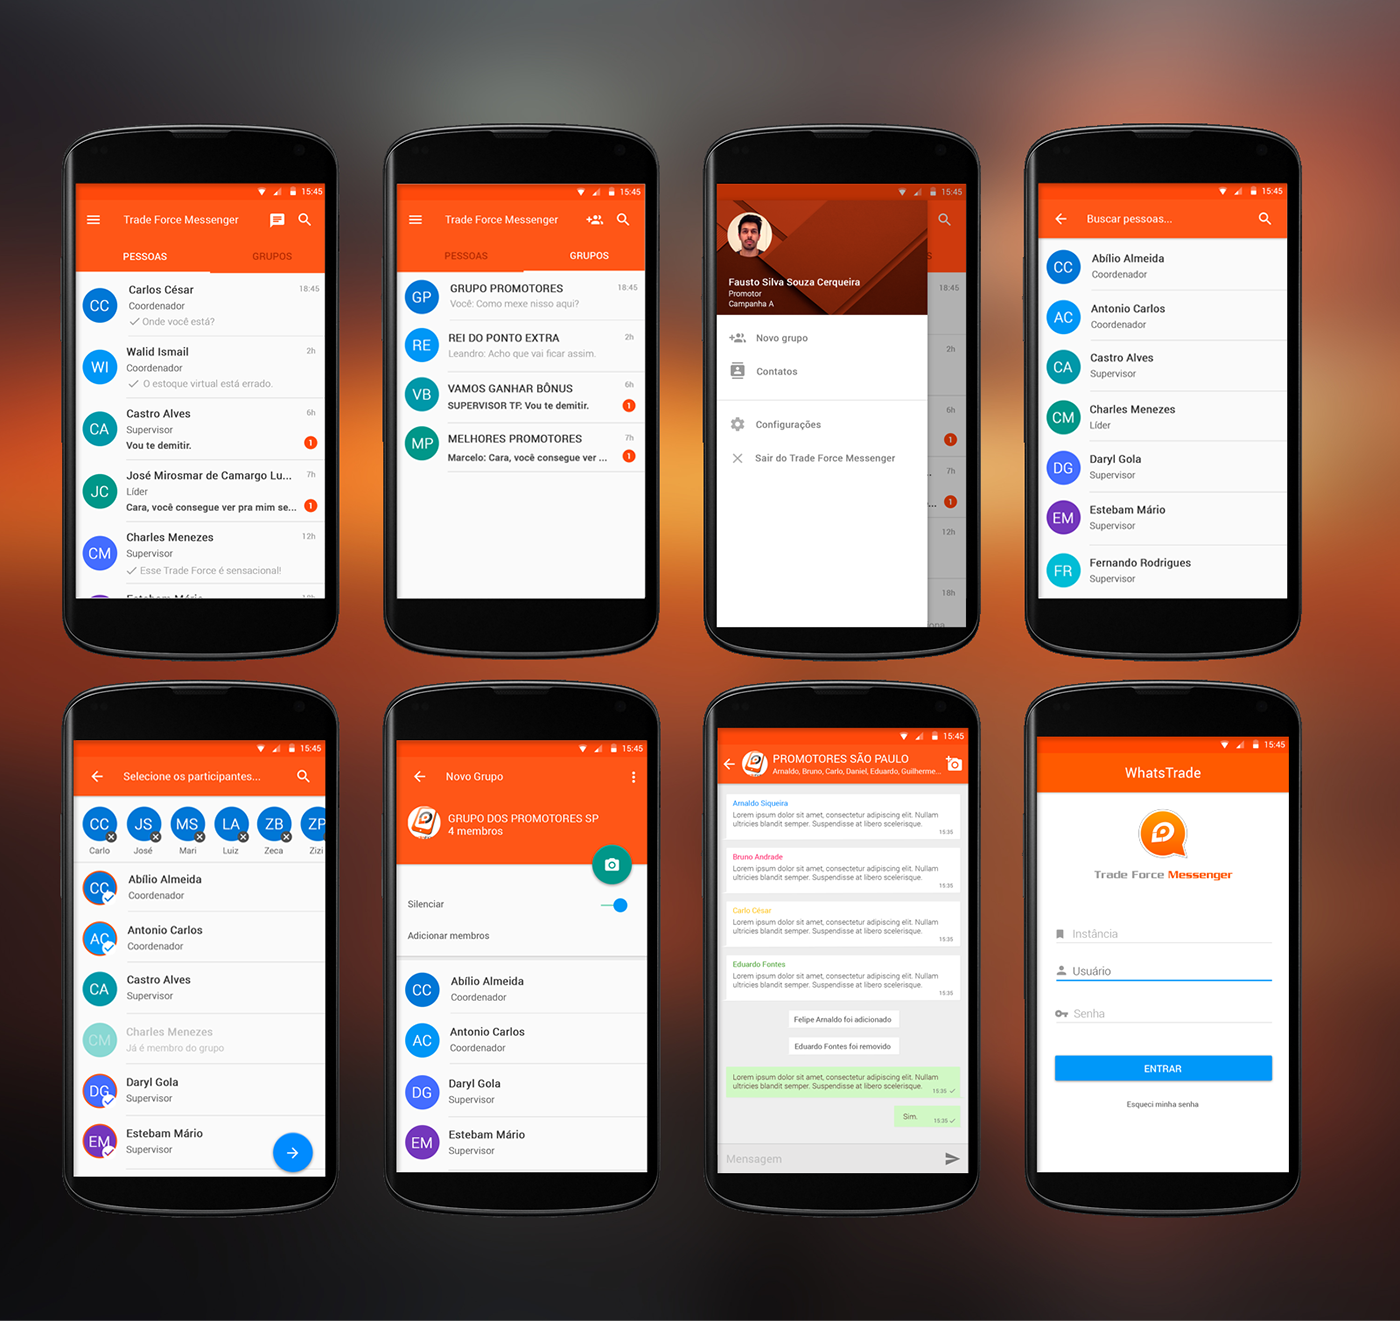 15:45
Trade Force Messenger
PESSOAS GRUPOS
CC Carlos César 18:45
Coordenador
Onde você está?
WI Walid Ismail 2h
Coordenador
O estoque virtual está errado.
CA Castro Alves 6h
Supervisor
Vou te demitir. 1
JC José Mirosmar de Camargo Lu... 7h
Líder
Cara, você consegue ver pra mim se... 1
CM Charles Menezes 12h
Supervisor
Esse Trade Force é sensacional!
Estebam Mário
15:45
Trade Force Messenger
PESSOAS GRUPOS
GP GRUPO PROMOTORES 18:45
Você: Como mexe nisso aqui?
RE REI DO PONTO EXTRA 2h
Leandro: Acho que vai ficar assim.
VB VAMOS GANHAR BÔNUS 6h
SUPERVISOR TF: Vou te demitir. 1
MP MELHORES PROMOTORES 7h
Marcelo: Cara, você consegue ver ... 1
15:45
S
Fausto Silva Souza Cerqueira
Promotor
Campanha A
18:45
Novo grupo
2h
Contatos
6h
Configurações
1
Sair do Trade Force Messenger
7h
... 1
12h
18h
15:45
Buscar pessoas...
CC Abílio Almeida
Coordenador
AC Antonio Carlos
Coordenador
CA Castro Alves
Supervisor
CM Charles Menezes
Líder
DG Daryl Gola
Supervisor
EM Estebam Mário
Supervisor
FR Fernando Rodrigues
Supervisor
15:45
Selecione os participantes...
CC JS MS LA ZB ZP
Carlo José Mari Luiz Zeca Zizi
CC Abílio Almeida
Coordenador
AC Antonio Carlos
Coordenador
CA Castro Alves
Supervisor
CM Charles Menezes
Já é membro do grupo
DG Daryl Gola
Supervisor
EM Estebam Mário
Supervisor
15:45
Novo Grupo
GRUPO DOS PROMOTORES SP
4 membros
Silenciar
Adicionar membros
CC Abílio Almeida
Coordenador
AC Antonio Carlos
Coordenador
DG Daryl Gola
Supervisor
EM Estebam Mário
Supervisor
15:45
PROMOTORES SÃO PAULO
Arnaldo, Bruno, Carlo, Daniel, Eduardo, Guilherme...
Arnaldo Siqueira
Lorem ipsum dolor sit amet, consectetur adipiscing elit. Nullam
ultricies blandit semper. Suspendisse at libero scelerisque.
15:35
Bruno Andrade
Lorem ipsum dolor sit amet, consectetur adipiscing elit. Nullam
ultricies blandit semper. Suspendisse at libero scelerisque.
15:35
Carlo César
Lorem ipsum dolor sit amet, consectetur adipiscing elit. Nullam
ultricies blandit semper. Suspendisse at libero scelerisque.
15:35
Eduardo Fontes
Lorem ipsum dolor sit amet, consectetur adipiscing elit. Nullam
ultricies blandit semper. Suspendisse at libero scelerisque.
15:35
Felipe Arnaldo foi adicionado
Eduardo Fontes foi removido
Lorem ipsum dolor sit amet, consectetur adipiscing elit. Nullam
ultricies blandit semper. Suspendisse at libero scelerisque.
15:35
Sim. 15:35
Mensagem
15:45
WhatsTrade
Trade Force Messenger
Instância
Usuário
Senha
ENTRAR
Esqueci minha senha